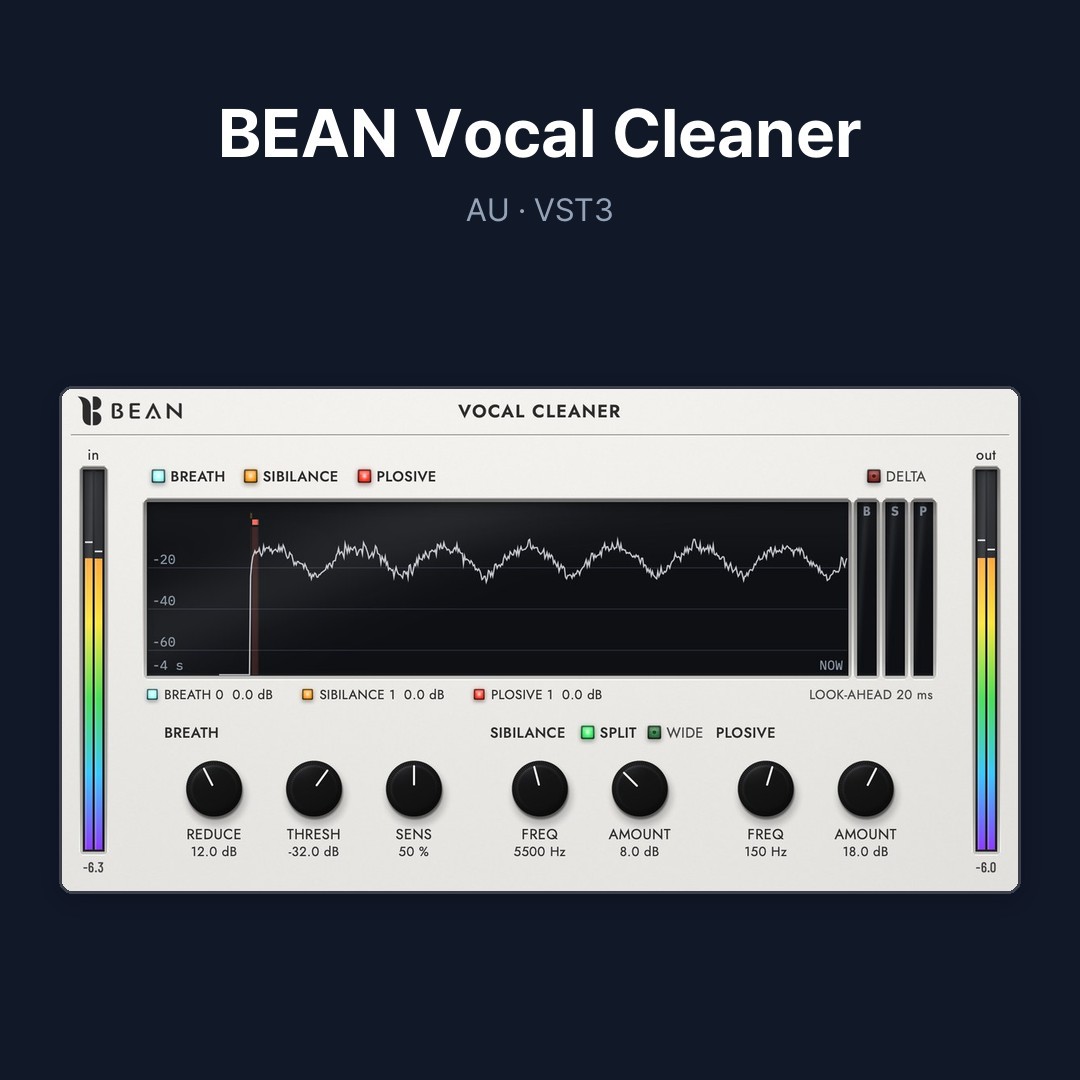 BEAN Vocal Cleaner
AU · VST3
BEAN VOCAL CLEANER
in out
BREATH SIBILANCE PLOSIVE DELTA
B S P
-20
-40
-60
-4 s NOW
BREATH 0 0.0 dB SIBILANCE 1 0.0 dB PLOSIVE 1 0.0 dB LOOK-AHEAD 20 ms
BREATH SIBILANCE SPLIT WIDE PLOSIVE
REDUCE THRESH SENS FREQ AMOUNT FREQ AMOUNT
12.0 dB -32.0 dB 50 % 5500 Hz 8.0 dB 150 Hz 18.0 dB
-6.3 -6.0